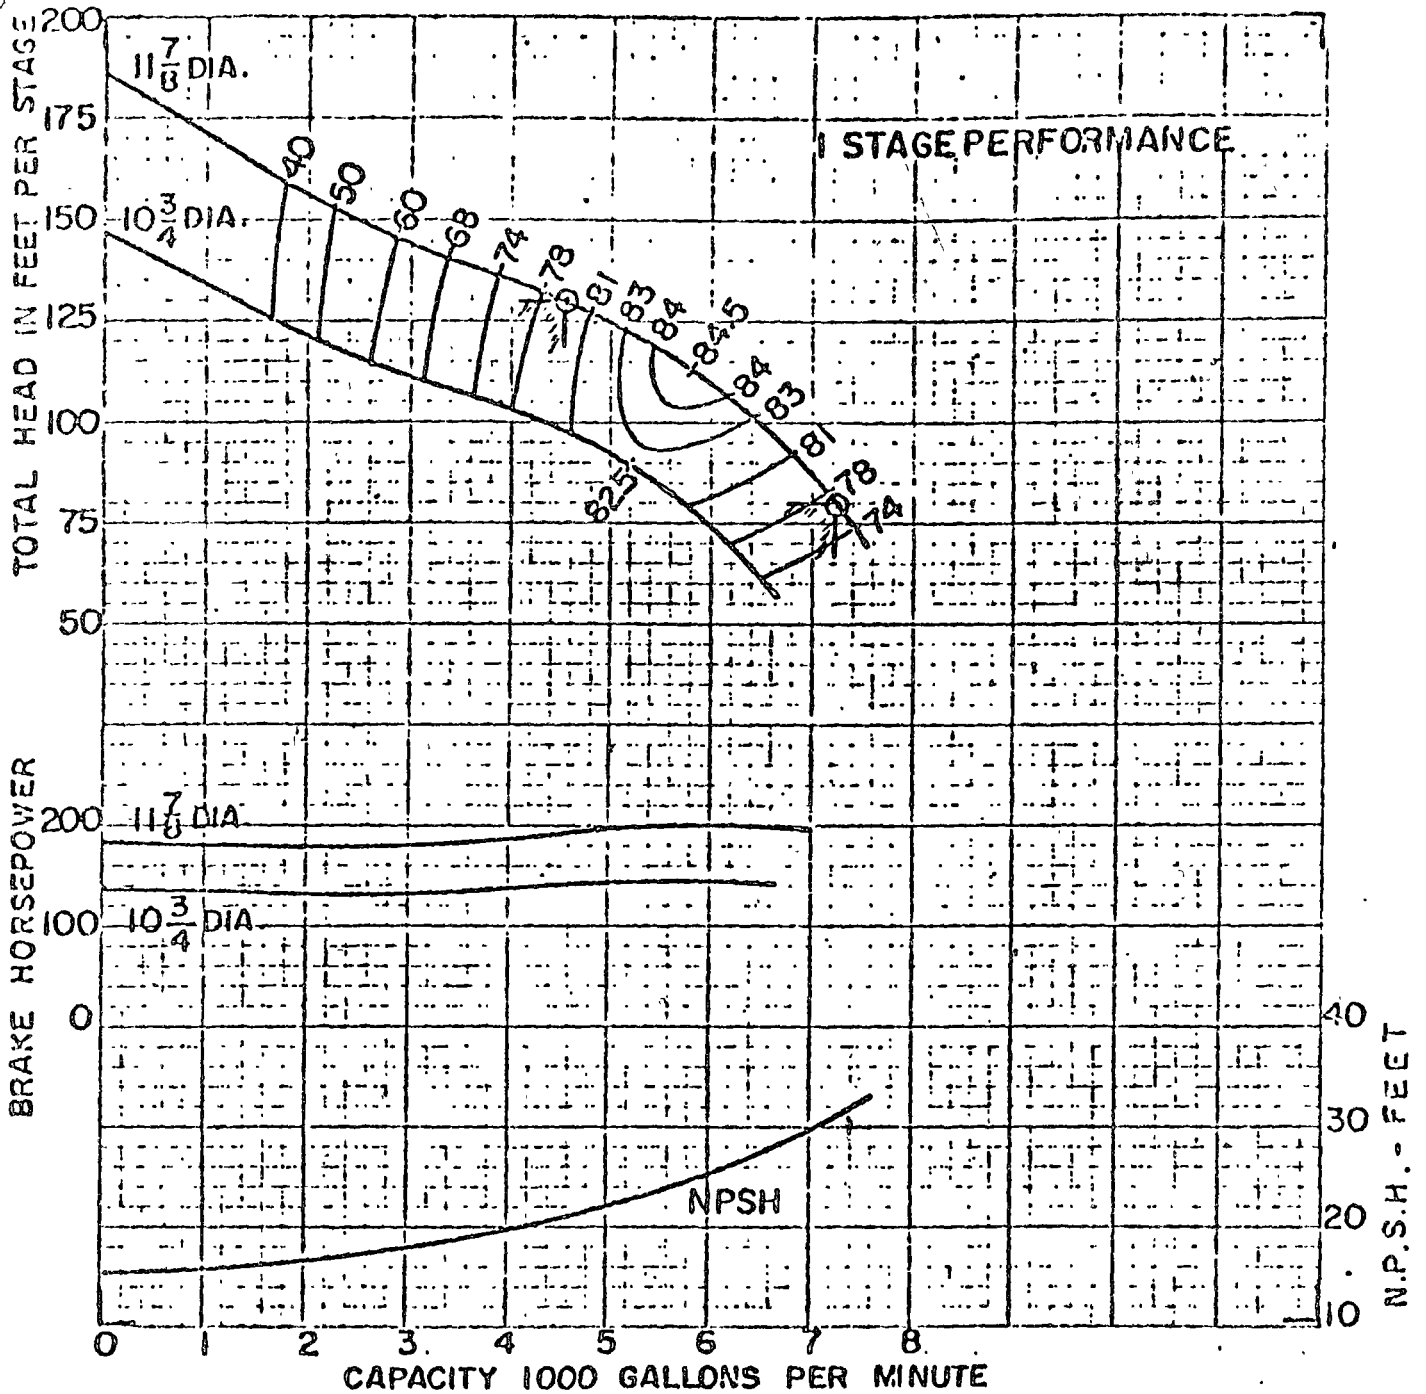 TOTAL HEAD IN FEET PER STAGE
200
175
150
125
100
75
50
11 7/8 DIA.
10 3/4 DIA.
1 STAGE PERFORMANCE
40
50
60
68
74
78
81
83
84
84.5
84
83
81
78
74
82.5
BRAKE HORSEPOWER
200
100
0
11 7/8 DIA
10 3/4 DIA.
NPSH
40
30
20
10
N.P.S.H. - FEET
0 1 2 3 4 5 6 7 8
CAPACITY 1000 GALLONS PER MINUTE